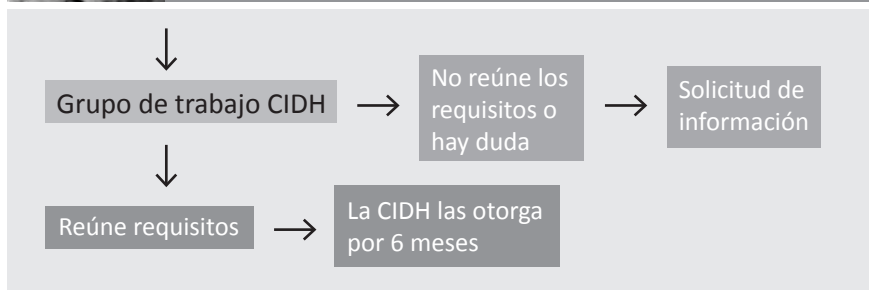 Grupo de trabajo CIDH
No reúne los
requisitos o
hay duda
Solicitud de
información
Reúne requisitos
La CIDH las otorga
por 6 meses